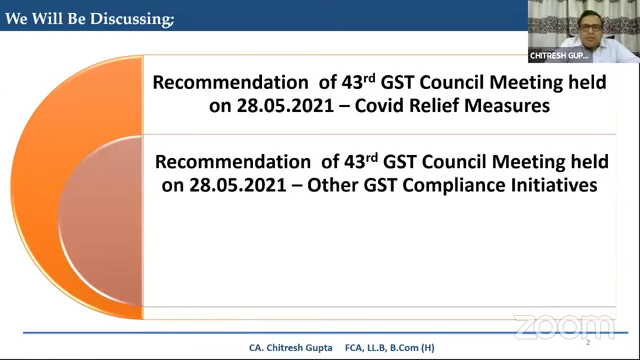 We Will Be Discussing;
CHITRESH GUP...
Recommendation of 43rd GST Council Meeting held
on 28.05.2021 – Covid Relief Measures
Recommendation of 43rd GST Council Meeting held
on 28.05.2021 – Other GST Compliance Initiatives
zoom
2
CA. Chitresh Gupta FCA, LL.B, B.Com (H)